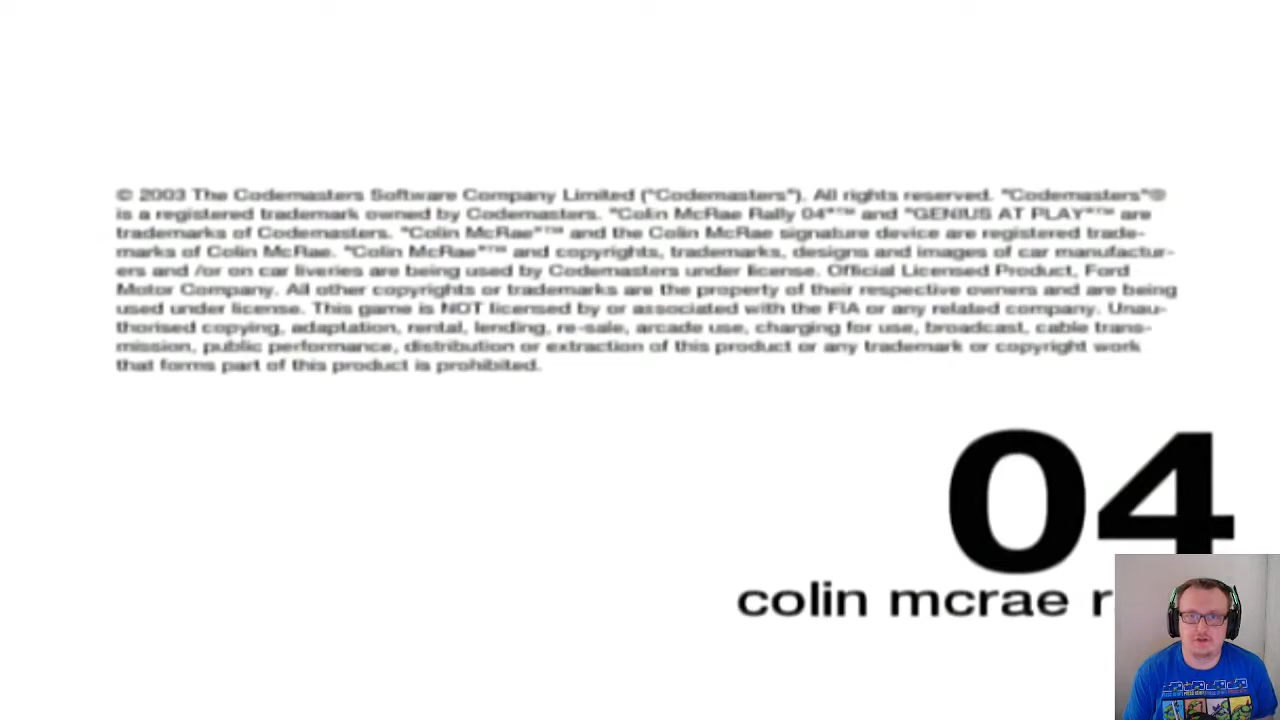 © 2003 The Codemasters Software Company Limited ("Codemasters"). All rights reserved. "Codemasters"®
is a registered trademark owned by Codemasters. "Colin McRae Rally 04"™ and "GENIUS AT PLAY"™ are
trademarks of Codemasters. "Colin McRae"™ and the Colin McRae signature device are registered trade-
marks of Colin McRae. "Colin McRae"™ and copyrights, trademarks, designs and images of car manufactur-
ers and /or on car liveries are being used by Codemasters under license. Official Licensed Product, Ford
Motor Company. All other copyrights or trademarks are the property of their respective owners and are being
used under license. This game is NOT licensed by or associated with the FIA or any related company. Unau-
thorised copying, adaptation, rental, lending, re-sale, arcade use, charging for use, broadcast, cable trans-
mission, public performance, distribution or extraction of this product or any trademark or copyright work
that forms part of this product is prohibited.
04
colin mcrae r